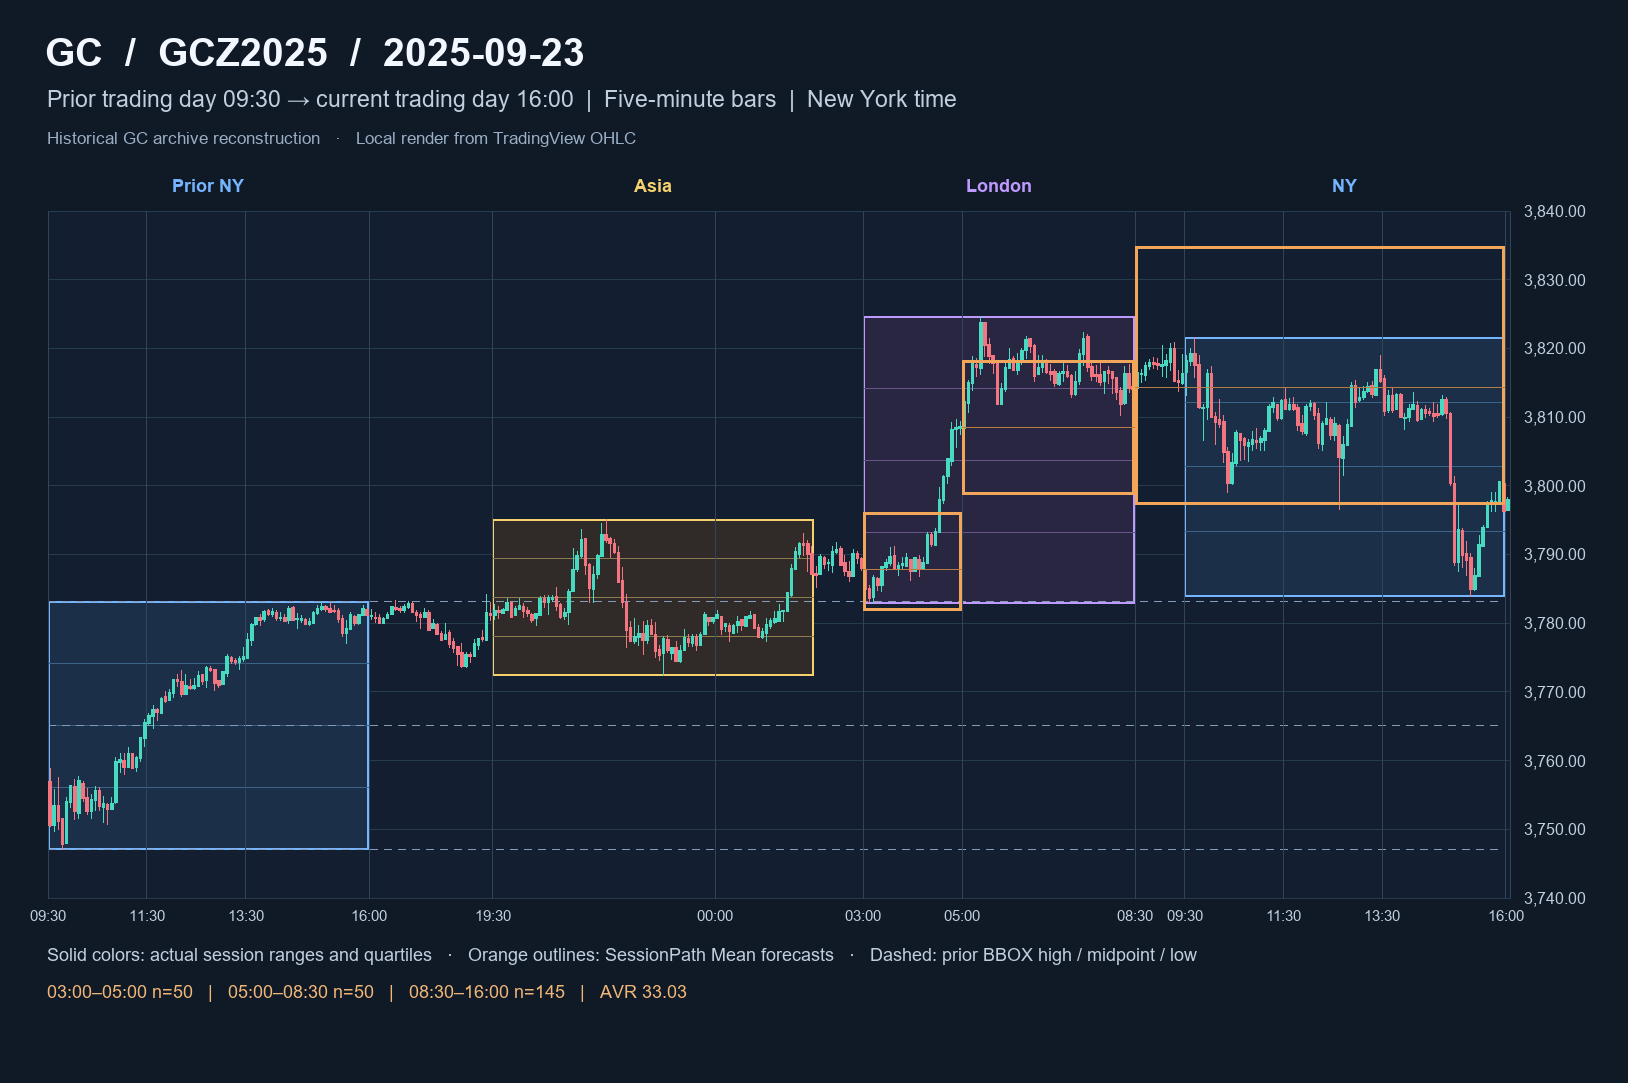 GC / GCZ2025 / 2025-09-23
Prior trading day 09:30 → current trading day 16:00 | Five-minute bars | New York time
Historical GC archive reconstruction · Local render from TradingView OHLC
Prior NY Asia London NY
3,840.00
3,830.00
3,820.00
3,810.00
3,800.00
3,790.00
3,780.00
3,770.00
3,760.00
3,750.00
3,740.00
09:30 11:30 13:30 16:00 19:30 00:00 03:00 05:00 08:30 09:30 11:30 13:30 16:00
Solid colors: actual session ranges and quartiles · Orange outlines: SessionPath Mean forecasts · Dashed: prior BBOX high / midpoint / low
03:00–05:00 n=50 | 05:00–08:30 n=50 | 08:30–16:00 n=145 | AVR 33.03